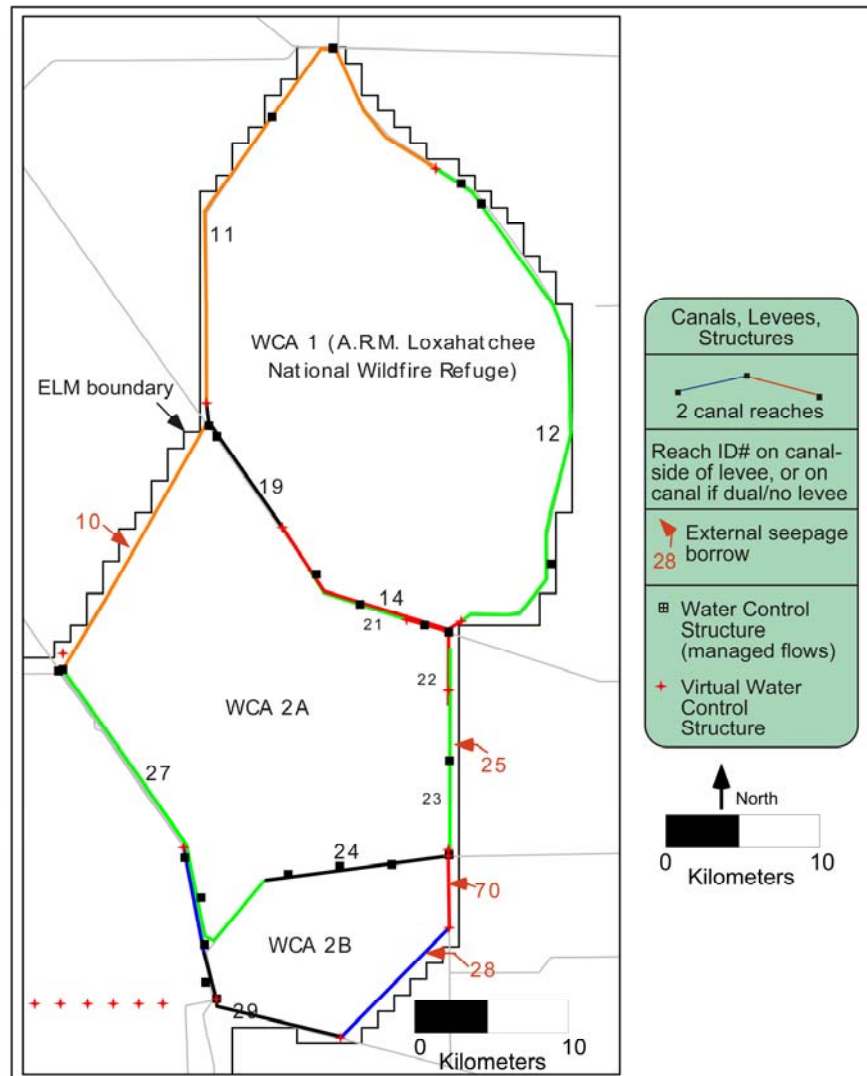 11
WCA 1 (A.R.M. Loxahatchee
National Wildfire Refuge)
ELM boundary
12
19
10
14
21
22
WCA 2A
25
27
23
24
70
WCA 2B
28
29
0
10
Kilometers
Canals, Levees,
Structures
2 canal reaches
Reach ID# on canal-
side of levee, or on
canal if dual/no levee
External seepage
borrow
28
Water Control
Structure
(managed flows)
Virtual Water
Control
Structure
North
0
10
Kilometers